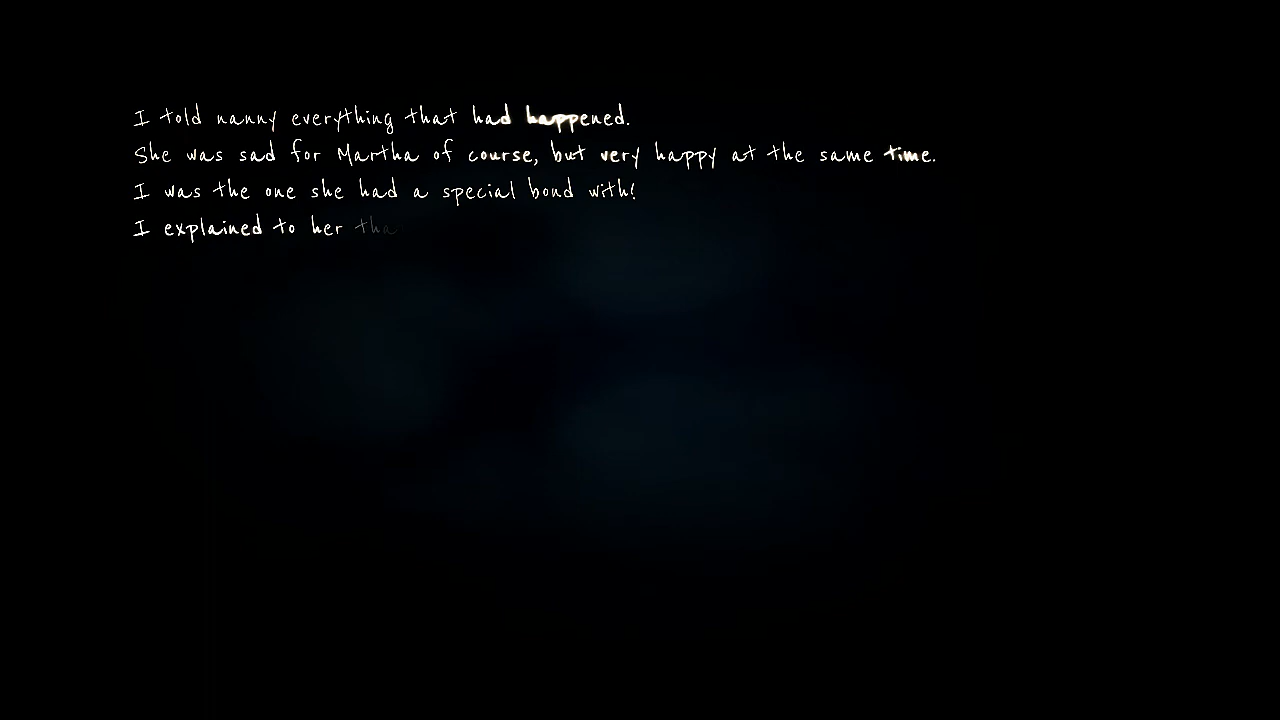 I told nanny everything that had happened.
She was sad for Martha of course, but very happy at the same time.
I was the one she had a special bond with!
I explained to her tha